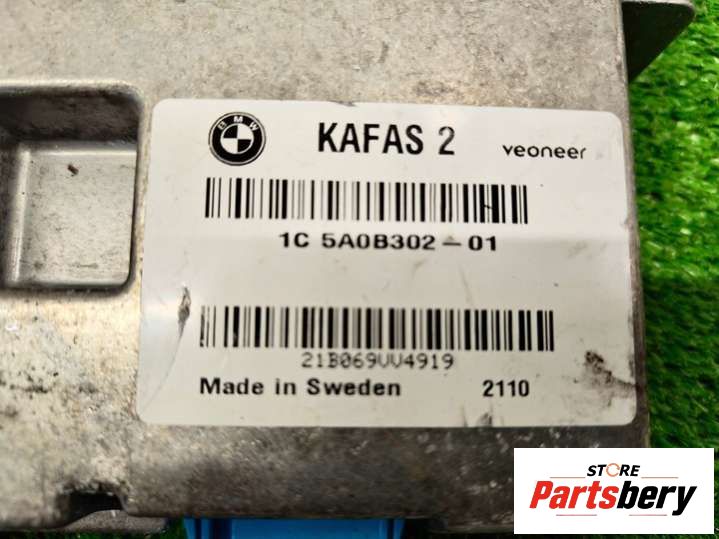 BMW
KAFAS 2 veoneer
1C 5A0B302-01
21B069VV4919
Made in Sweden 2110
STORE
Partsbery